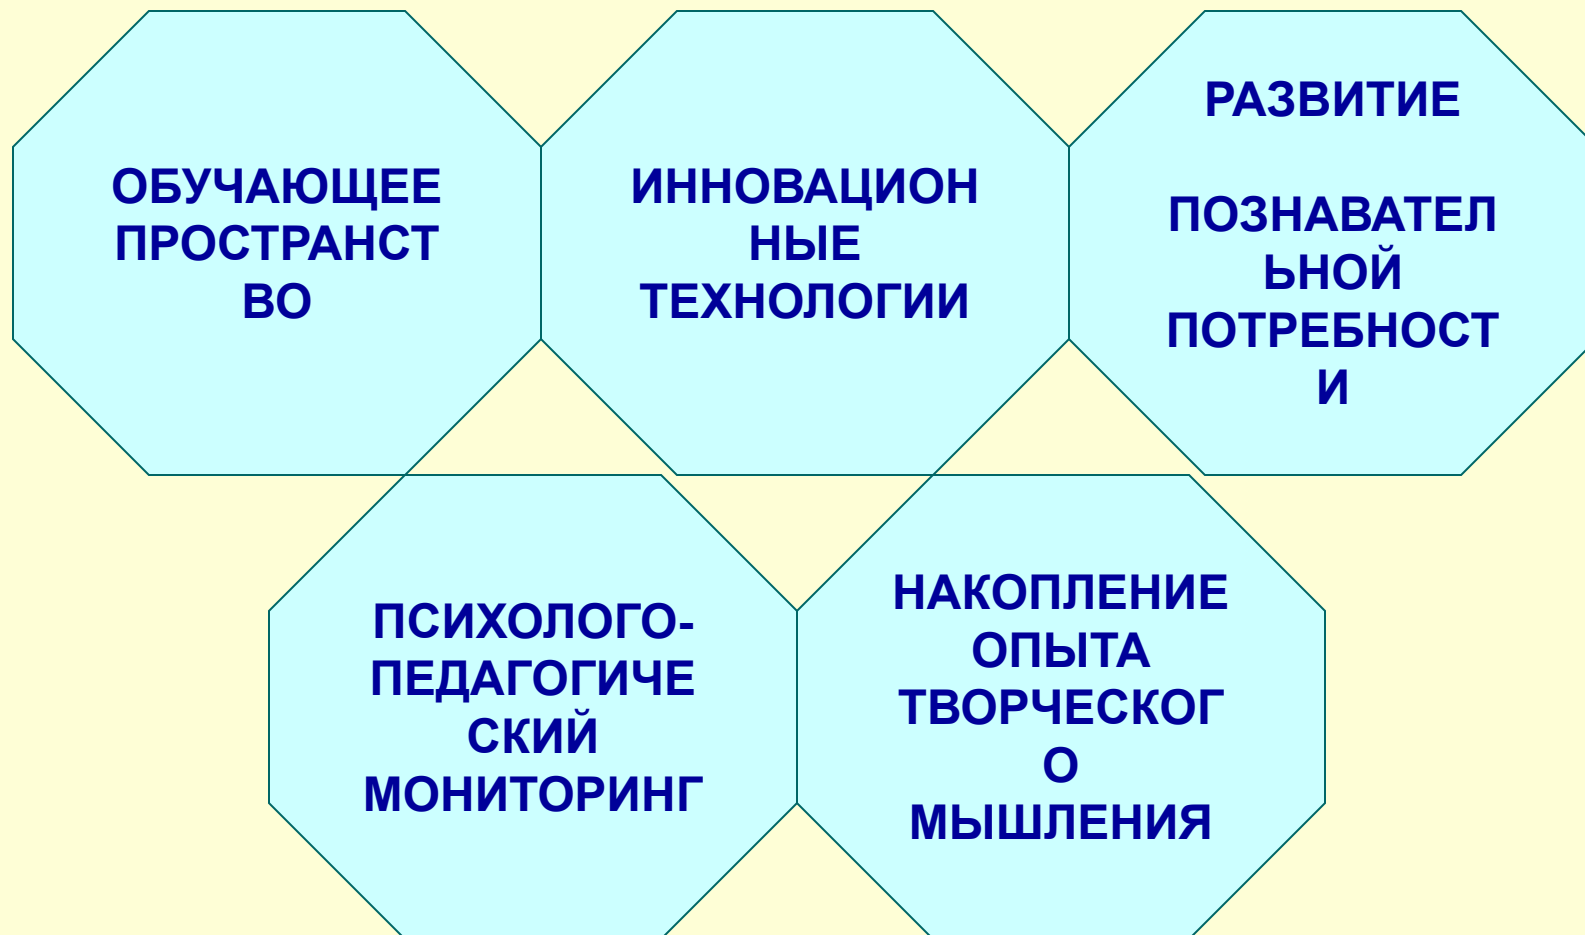 ОБУЧАЮЩЕЕ
ПРОСТРАНСТ
ВО
ИННОВАЦИОН
НЫЕ
ТЕХНОЛОГИИ
РАЗВИТИЕ
ПОЗНАВАТЕЛ
ЬНОЙ
ПОТРЕБНОСТ
И
ПСИХОЛОГО-
ПЕДАГОГИЧЕ
СКИЙ
МОНИТОРИНГ
НАКОПЛЕНИЕ
ОПЫТА
ТВОРЧЕСКОГ
О
МЫШЛЕНИЯ